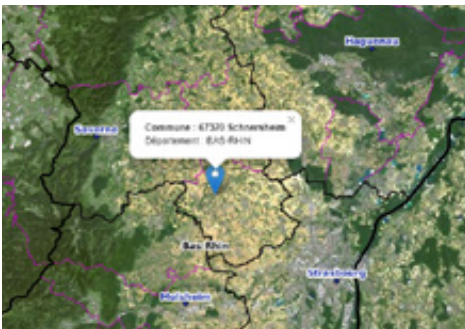 Haguenau
Commune : 67370 Schnersheim
Département : BAS-RHIN
Saverne
Bas Rhin
Strasbourg
Molsheim